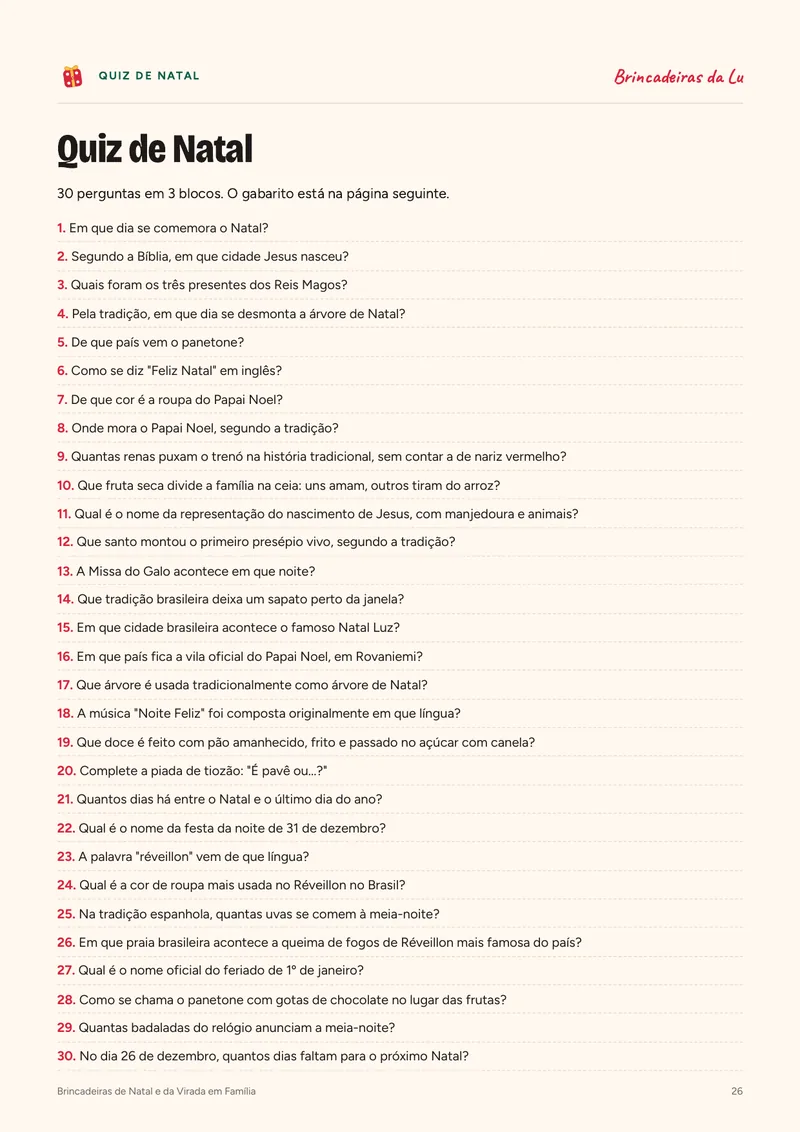 QUIZ DE NATAL
Brincadeiras da Lu
Quiz de Natal
30 perguntas em 3 blocos. O gabarito está na página seguinte.
1. Em que dia se comemora o Natal?
2. Segundo a Bíblia, em que cidade Jesus nasceu?
3. Quais foram os três presentes dos Reis Magos?
4. Pela tradição, em que dia se desmonta a árvore de Natal?
5. De que país vem o panetone?
6. Como se diz "Feliz Natal" em inglês?
7. De que cor é a roupa do Papai Noel?
8. Onde mora o Papai Noel, segundo a tradição?
9. Quantas renas puxam o trenó na história tradicional, sem contar a de nariz vermelho?
10. Que fruta seca divide a família na ceia: uns amam, outros tiram do arroz?
11. Qual é o nome da representação do nascimento de Jesus, com manjedoura e animais?
12. Que santo montou o primeiro presépio vivo, segundo a tradição?
13. A Missa do Galo acontece em que noite?
14. Que tradição brasileira deixa um sapato perto da janela?
15. Em que cidade brasileira acontece o famoso Natal Luz?
16. Em que país fica a vila oficial do Papai Noel, em Rovaniemi?
17. Que árvore é usada tradicionalmente como árvore de Natal?
18. A música "Noite Feliz" foi composta originalmente em que língua?
19. Que doce é feito com pão amanhecido, frito e passado no açúcar com canela?
20. Complete a piada de tiozão: "É pavê ou...?"
21. Quantos dias há entre o Natal e o último dia do ano?
22. Qual é o nome da festa da noite de 31 de dezembro?
23. A palavra "réveillon" vem de que língua?
24. Qual é a cor de roupa mais usada no Réveillon no Brasil?
25. Na tradição espanhola, quantas uvas se comem à meia-noite?
26. Em que praia brasileira acontece a queima de fogos de Réveillon mais famosa do país?
27. Qual é o nome oficial do feriado de 1º de janeiro?
28. Como se chama o panetone com gotas de chocolate no lugar das frutas?
29. Quantas badaladas do relógio anunciam a meia-noite?
30. No dia 26 de dezembro, quantos dias faltam para o próximo Natal?
Brincadeiras de Natal e da Virada em Família
26